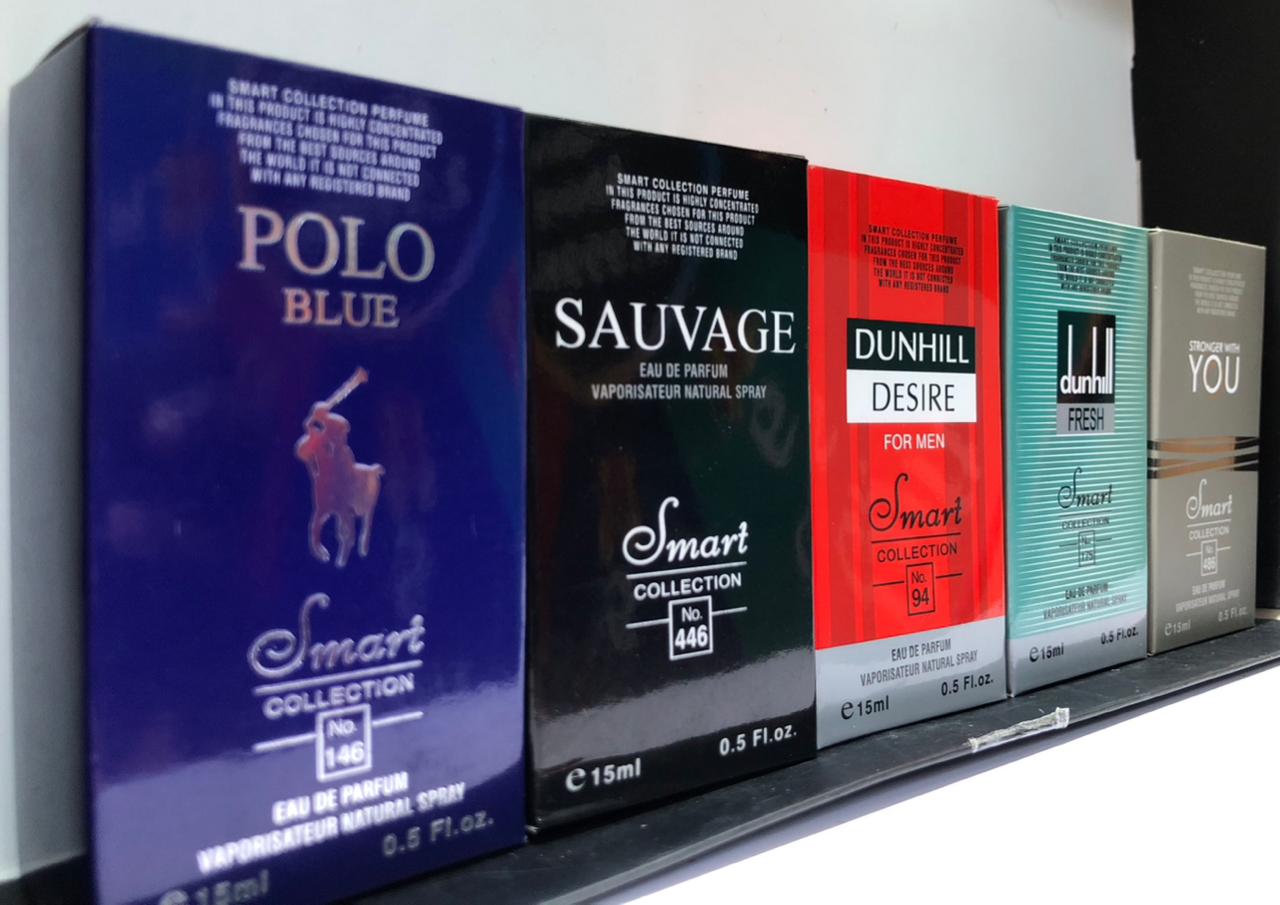 SMART COLLECTION PERFUME
IN THIS PRODUCT IS HIGHLY CONCENTRATED
FRAGRANCES CHOSEN FOR THIS PRODUCT
FROM THE BEST SOURCES AROUND
THE WORLD IT IS NOT CONNECTED
WITH ANY REGISTERED BRAND
POLO
BLUE
Smart
COLLECTION
No.
146
EAU DE PARFUM
VAPORISATEUR NATURAL SPRAY
0.5 Fl.oz.
e 15ml
SMART COLLECTION PERFUME
IN THIS PRODUCT IS HIGHLY CONCENTRATED
FRAGRANCES CHOSEN FOR THIS PRODUCT
FROM THE BEST SOURCES AROUND
THE WORLD IT IS NOT CONNECTED
WITH ANY REGISTERED BRAND
SAUVAGE
EAU DE PARFUM
VAPORISATEUR NATURAL SPRAY
Smart
COLLECTION
No.
446
e 15ml
0.5 Fl.oz.
SMART COLLECTION PERFUME
IN THIS PRODUCT IS HIGHLY CONCENTRATED
FRAGRANCES CHOSEN FOR THIS PRODUCT
FROM THE BEST SOURCES AROUND
THE WORLD IT IS NOT CONNECTED
WITH ANY REGISTERED BRAND
DUNHILL
DESIRE
FOR MEN
Smart
COLLECTION
No.
94
EAU DE PARFUM
VAPORISATEUR NATURAL SPRAY
e 15ml
0.5 Fl.oz.
dunhill
FRESH
Smart
COLLECTION
No.
175
EAU DE PARFUM
VAPORISATEUR NATURAL SPRAY
e 15ml
0.5 Fl.oz.
STRONGER WITH
YOU
Smart
COLLECTION
No.
486
EAU DE PARFUM
VAPORISATEUR NATURAL SPRAY
e 15ml
0.5 Fl.oz.